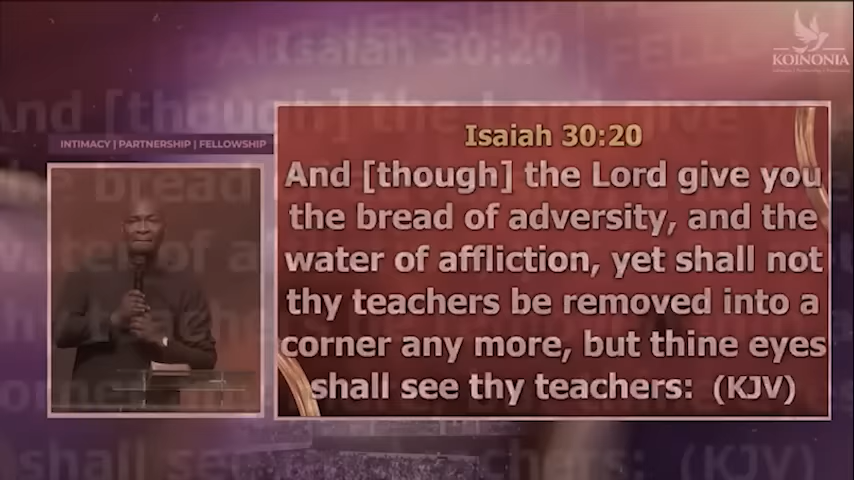 KOINONIA
INTIMACY | PARTNERSHIP | FELLOWSHIP
Isaiah 30:20
And [though] the Lord give you
the bread of adversity, and the
water of affliction, yet shall not
thy teachers be removed into a
corner any more, but thine eyes
shall see thy teachers: (KJV)